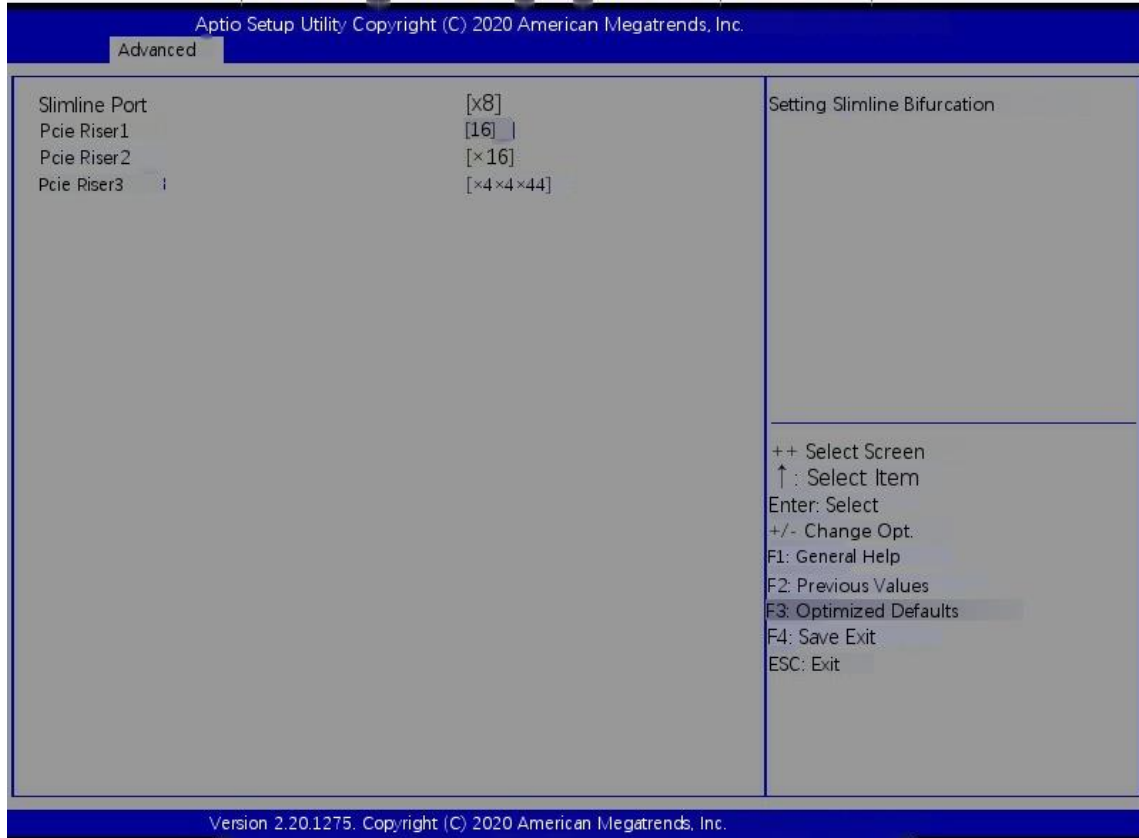 Aptio Setup Utility Copyright (C) 2020 American Megatrends, Inc.
Advanced
Slimline Port [x8]
Pcie Riser1 [16]
Pcie Riser2 [×16]
Pcie Riser3 [×4×4×44]
Setting Slimline Bifurcation
++ Select Screen
↑: Select Item
Enter: Select
+/- Change Opt.
F1: General Help
F2: Previous Values
F3: Optimized Defaults
F4: Save Exit
ESC: Exit
Version 2.20.1275. Copyright (C) 2020 American Megatrends, Inc.